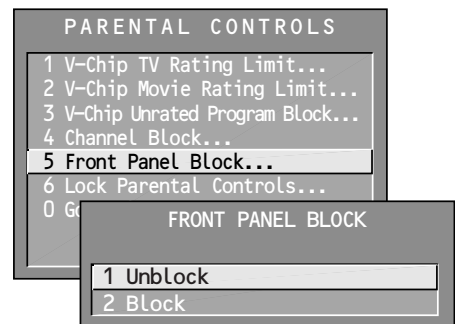 PARENTAL CONTROLS
1 V-Chip TV Rating Limit...
2 V-Chip Movie Rating Limit...
3 V-Chip Unrated Program Block...
4 Channel Block...
5 Front Panel Block...
6 Lock Parental Controls...
0
FRONT PANEL BLOCK
1 Unblock
2 Block